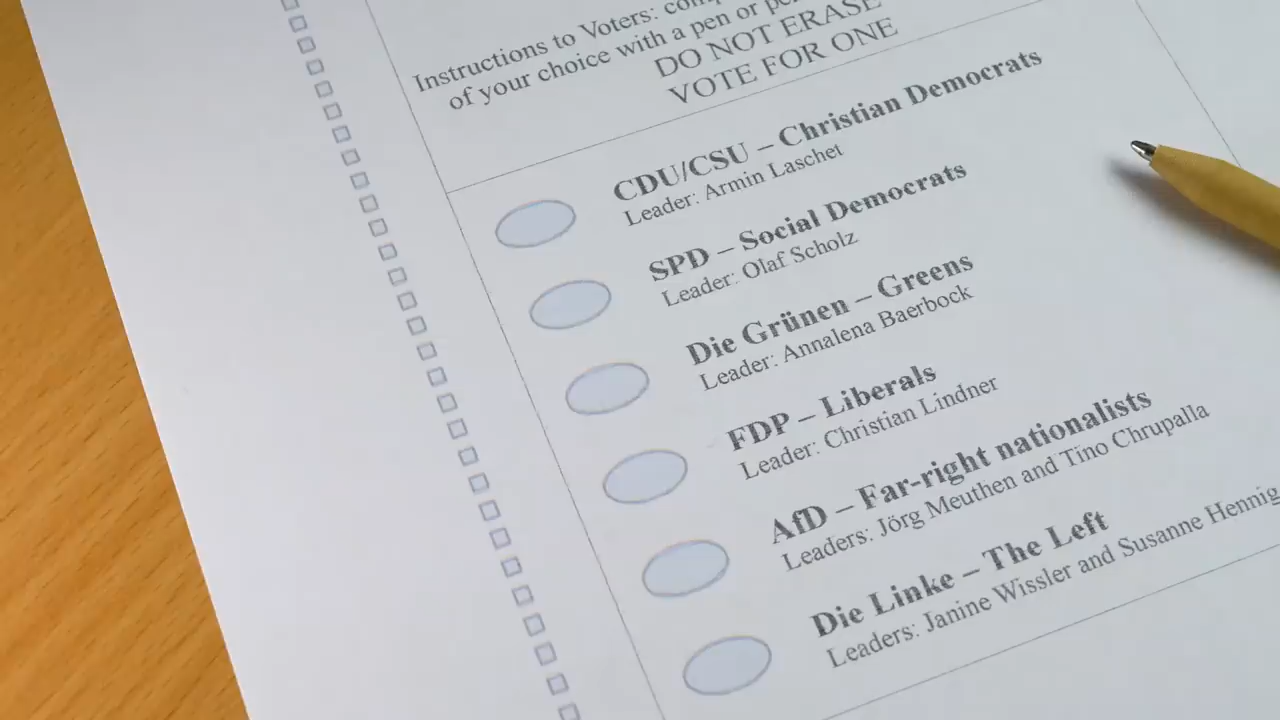 Instructions to Voters:
of your choice with a pen or
DO NOT ERASE
VOTE FOR ONE
CDU/CSU – Christian Democrats
Leader: Armin Laschet
SPD – Social Democrats
Leader: Olaf Scholz
Die Grünen – Greens
Leader: Annalena Baerbock
FDP – Liberals
Leader: Christian Lindner
AfD – Far-right nationalists
Leaders: Jörg Meuthen and Tino Chrupalla
Die Linke – The Left
Leaders: Janine Wissler and Susanne Hennig